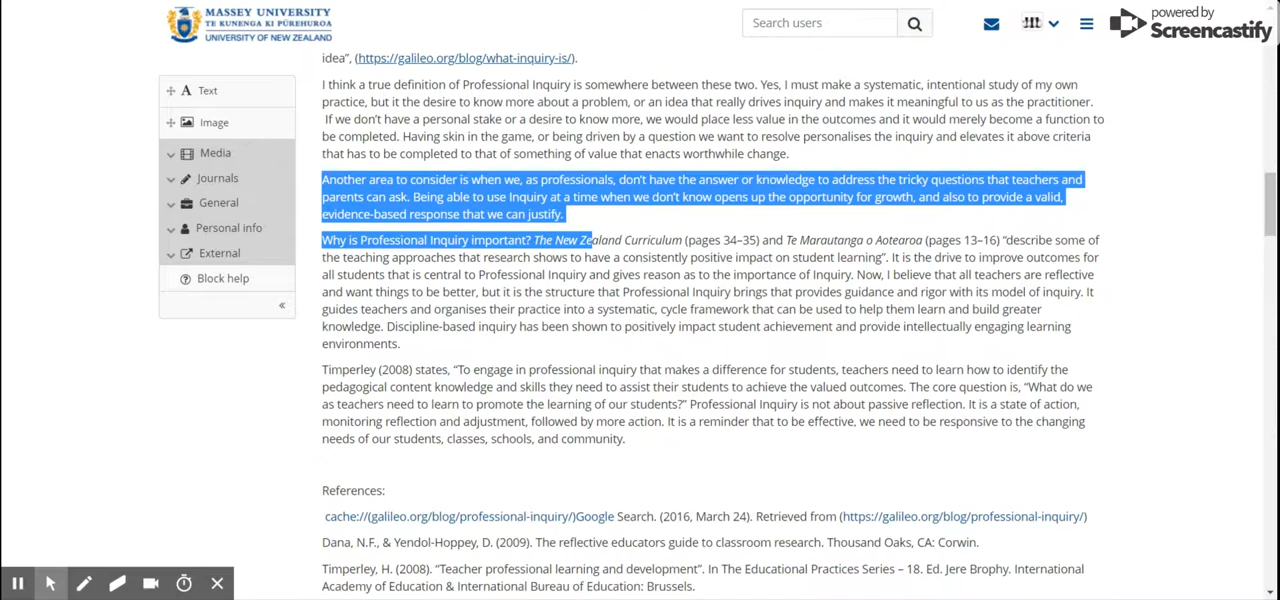 MASSEY UNIVERSITY
TE KUNENGA KI PŪREHUROA
UNIVERSITY OF NEW ZEALAND
Search users
powered by
Screencastify
Text
Image
Media
Journals
General
Personal info
External
Block help
«
idea”, (https://galileo.org/blog/what-inquiry-is/).
I think a true definition of Professional Inquiry is somewhere between these two. Yes, I must make a systematic, intentional study of my own
practice, but it the desire to know more about a problem, or an idea that really drives inquiry and makes it meaningful to us as the practitioner.
If we don’t have a personal stake or a desire to know more, we would place less value in the outcomes and it would merely become a function to
be completed. Having skin in the game, or being driven by a question we want to resolve personalises the inquiry and elevates it above criteria
that has to be completed to that of something of value that enacts worthwhile change.
Another area to consider is when we, as professionals, don’t have the answer or knowledge to address the tricky questions that teachers and
parents can ask. Being able to use Inquiry at a time when we don’t know opens up the opportunity for growth, and also to provide a valid,
evidence-based response that we can justify.
Why is Professional Inquiry important? The New Zealand Curriculum (pages 34–35) and Te Marautanga o Aotearoa (pages 13–16) “describe some of
the teaching approaches that research shows to have a consistently positive impact on student learning”. It is the drive to improve outcomes for
all students that is central to Professional Inquiry and gives reason as to the importance of Inquiry. Now, I believe that all teachers are reflective
and want things to be better, but it is the structure that Professional Inquiry brings that provides guidance and rigor with its model of inquiry. It
guides teachers and organises their practice into a systematic, cycle framework that can be used to help them learn and build greater
knowledge. Discipline-based inquiry has been shown to positively impact student achievement and provide intellectually engaging learning
environments.
Timperley (2008) states, “To engage in professional inquiry that makes a difference for students, teachers need to learn how to identify the
pedagogical content knowledge and skills they need to assist their students to achieve the valued outcomes. The core question is, “What do we
as teachers need to learn to promote the learning of our students?” Professional Inquiry is not about passive reflection. It is a state of action,
monitoring reflection and adjustment, followed by more action. It is a reminder that to be effective, we need to be responsive to the changing
needs of our students, classes, schools, and community.
References:
cache://(galileo.org/blog/professional-inquiry/)Google Search. (2016, March 24). Retrieved from (https://galileo.org/blog/professional-inquiry/)
Dana, N.F., & Yendol-Hoppey, D. (2009). The reflective educators guide to classroom research. Thousand Oaks, CA: Corwin.
Timperley, H. (2008). “Teacher professional learning and development”. In The Educational Practices Series – 18. Ed. Jere Brophy. International
Academy of Education & International Bureau of Education: Brussels.